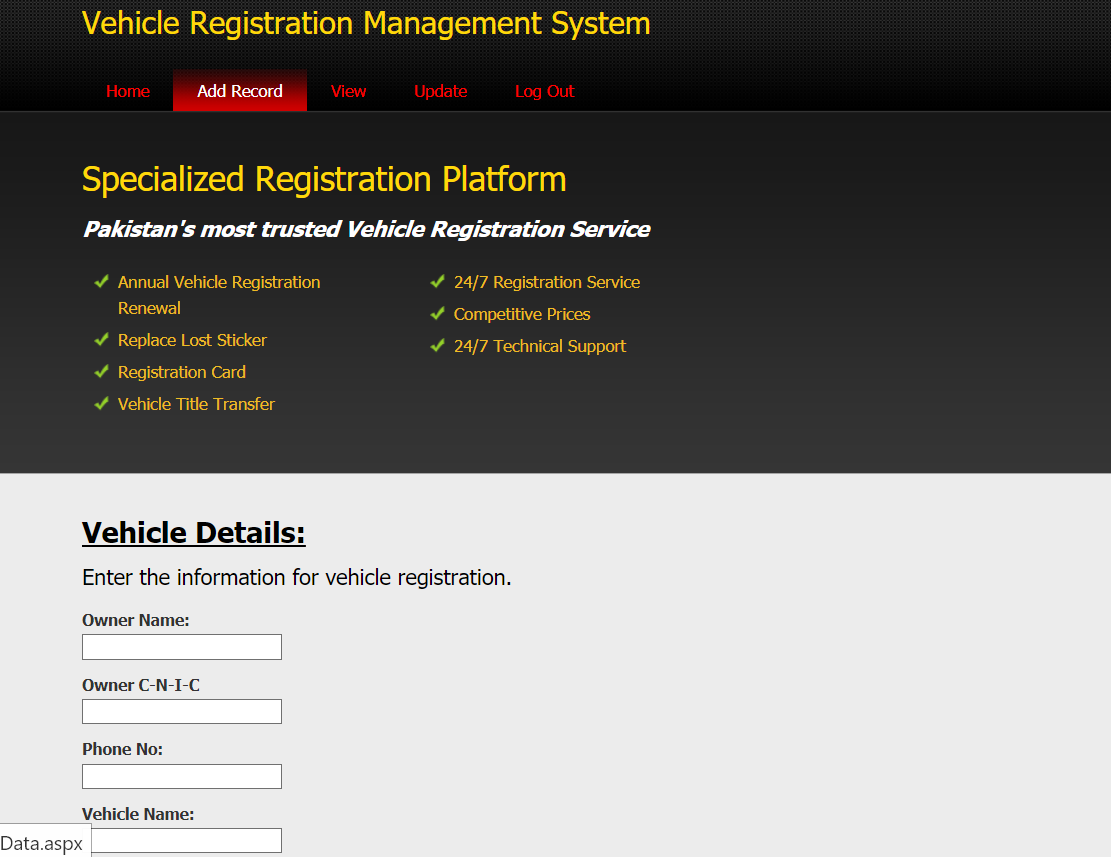 Vehicle Registration Management System
Home Add Record View Update Log Out
Specialized Registration Platform
Pakistan's most trusted Vehicle Registration Service
Annual Vehicle Registration
Renewal
Replace Lost Sticker
Registration Card
Vehicle Title Transfer
24/7 Registration Service
Competitive Prices
24/7 Technical Support
Vehicle Details:
Enter the information for vehicle registration.
Owner Name:
Owner C-N-I-C
Phone No:
Vehicle Name:
Data.aspx